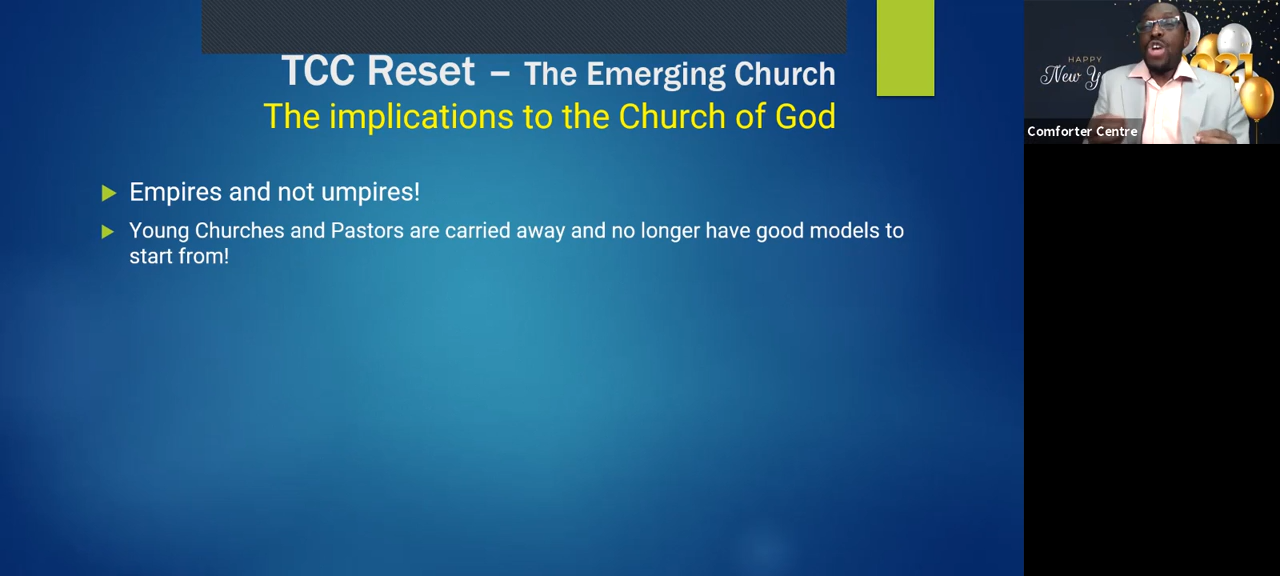 TCC Reset – The Emerging Church
The implications to the Church of God
Empires and not umpires!
Young Churches and Pastors are carried away and no longer have good models to
start from!
HAPPY
New Y
21
Comforter Centre